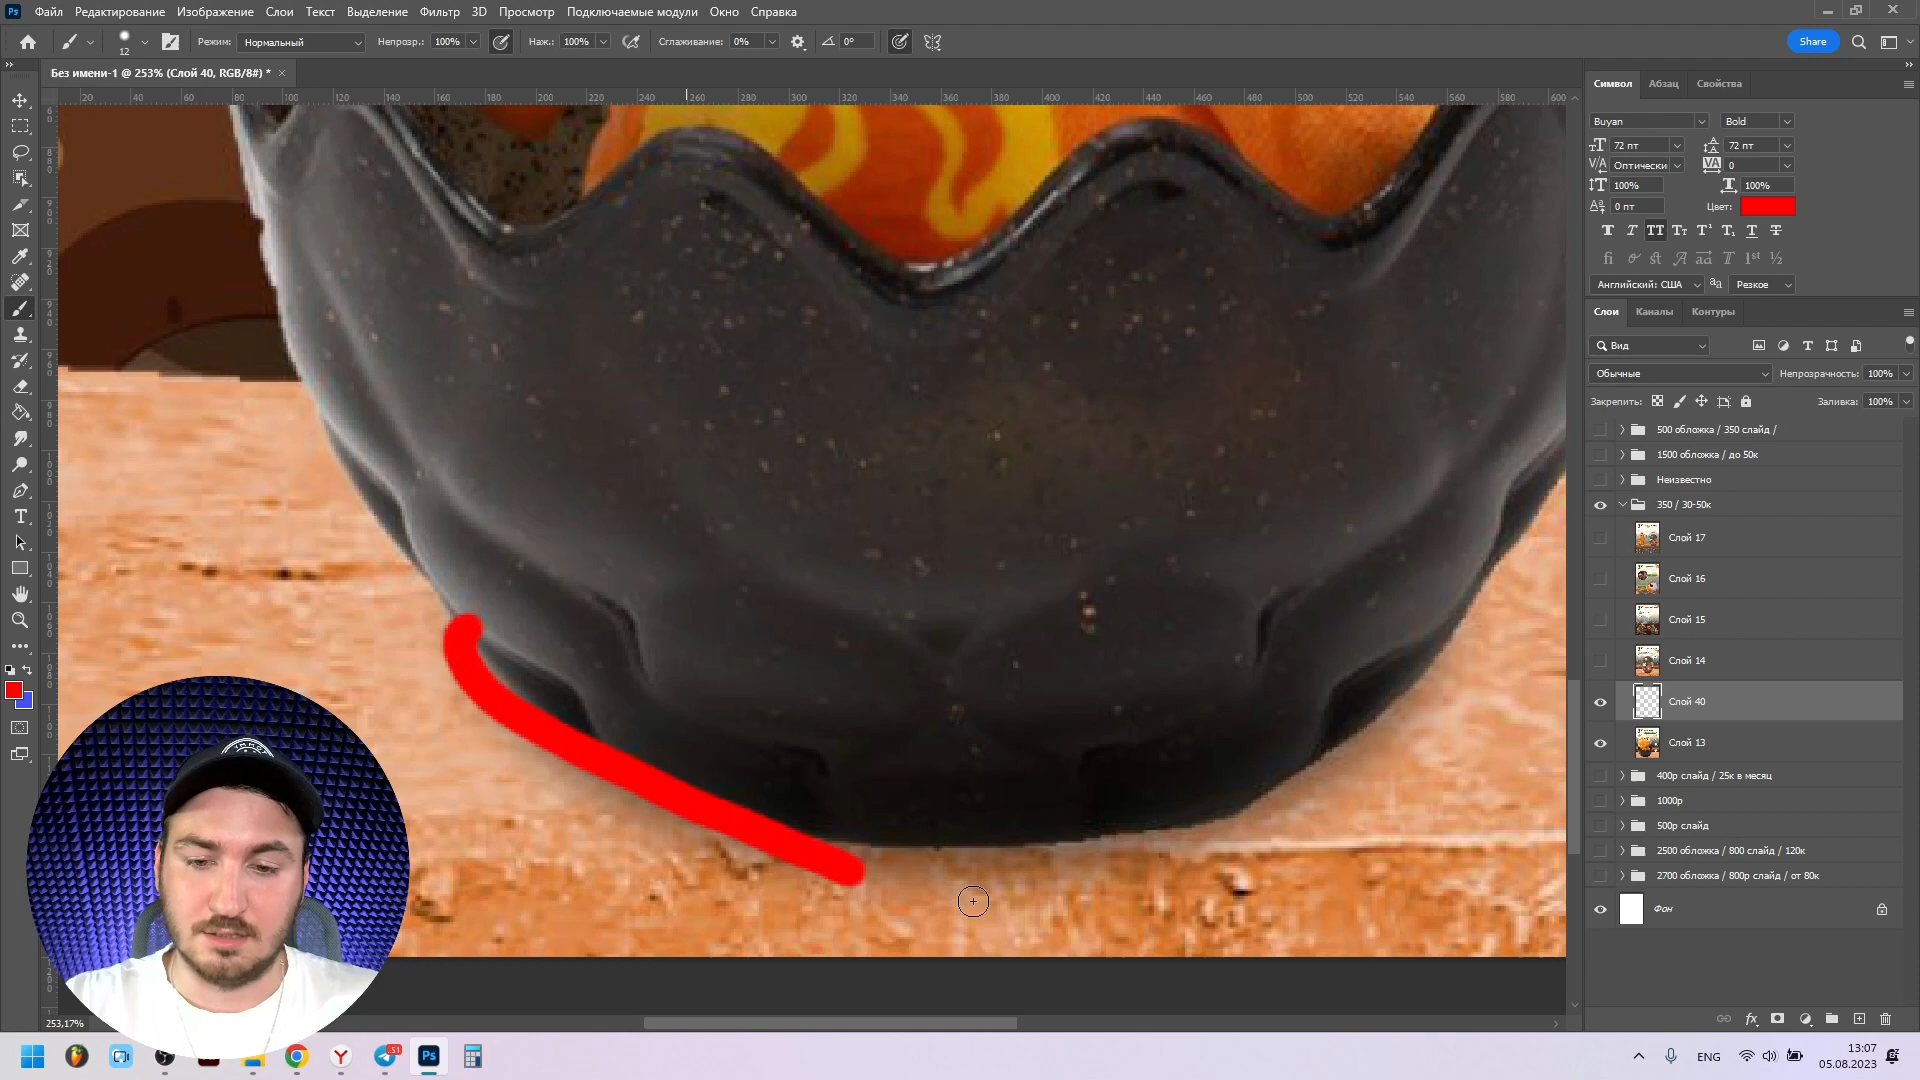 Файл Редактирование Изображение Слои Текст Выделение Фильтр 3D Просмотр Подключаемые модули Окно Справка
12 Режим: Нормальный Непрозр.: 100% Наж.: 100% Сглаживание: 0% 0° Share
Без имени-1 @ 253% (Слой 40, RGB/8#) * ×
20 40 60 80 100 120 140 160 180 200 220 240 260 280 300 320 340 360 380 400 420 440 460 480 500 520 540 560 580 600
Символ Абзац Свойства
Buyan Bold
72 пт 72 пт
Оптически 0
100% 100%
0 пт Цвет:
Английский: США aа Резкое
Слои Каналы Контуры
Вид
Обычные Непрозрачность: 100%
Закрепить: Заливка: 100%
500 обложка / 350 слайд /
1500 обложка / до 50к
Неизвестно
350 / 30-50к
Слой 17
Слой 16
Слой 15
Слой 14
Слой 40
Слой 13
400р слайд / 25к в месяц
1000р
500р слайд
2500 обложка / 800 слайд / 120к
2700 обложка / 800р слайд / от 80к
Фон
253,17%
51
ENG
13:07
05.08.2023